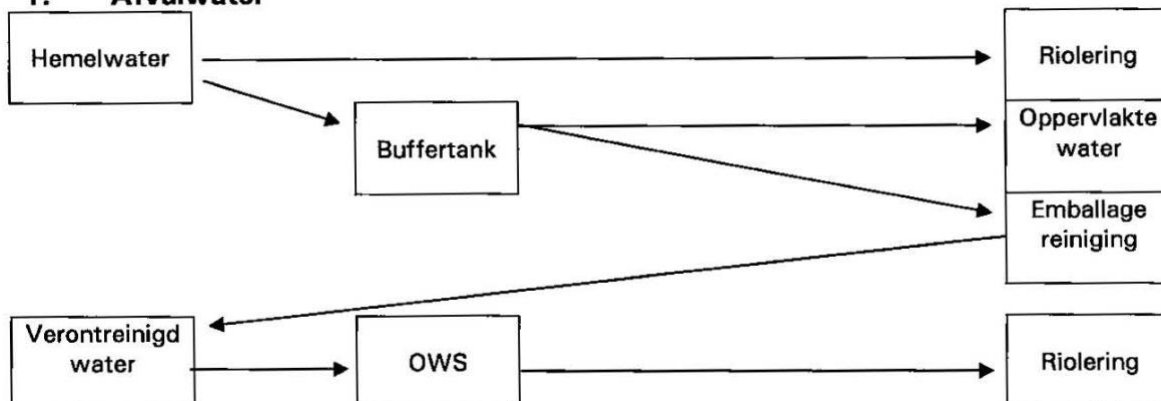 Hemelwater
Riolering
Buffertank
Oppervlakte
water
Emballage
reiniging
Verontreinigd
water
OWS
Riolering